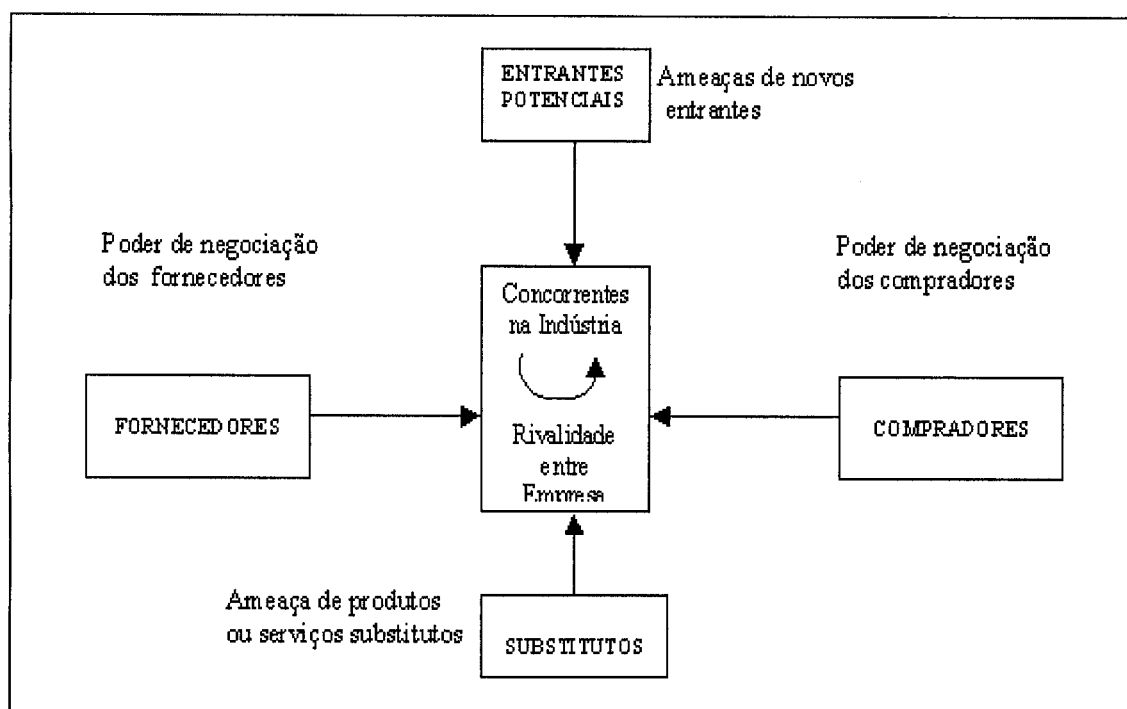 ENTRANTES
POTENCIAIS
Ameaças de novos
entrantes
Poder de negociação
dos fornecedores
Poder de negociação
dos compradores
Concorrentes
na Indústria
FORNECEDORES
COMPRADORES
Rivalidade
entre
Empresa
Ameaça de produtos
ou serviços substitutos
SUBSTITUTOS